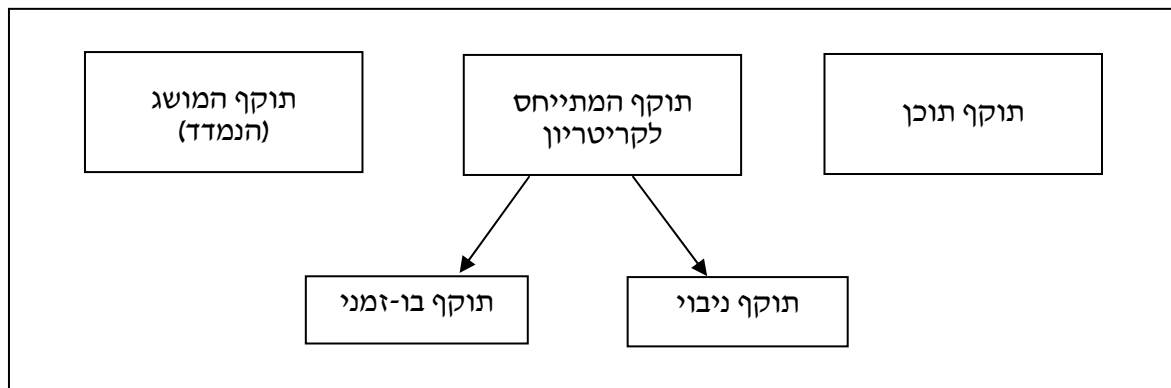 תוקף תוכן
תוקף המתייחס
לקריטריון
תוקף המושג
(הנמדד)
תוקף ניבוי
תוקף בו-זמני